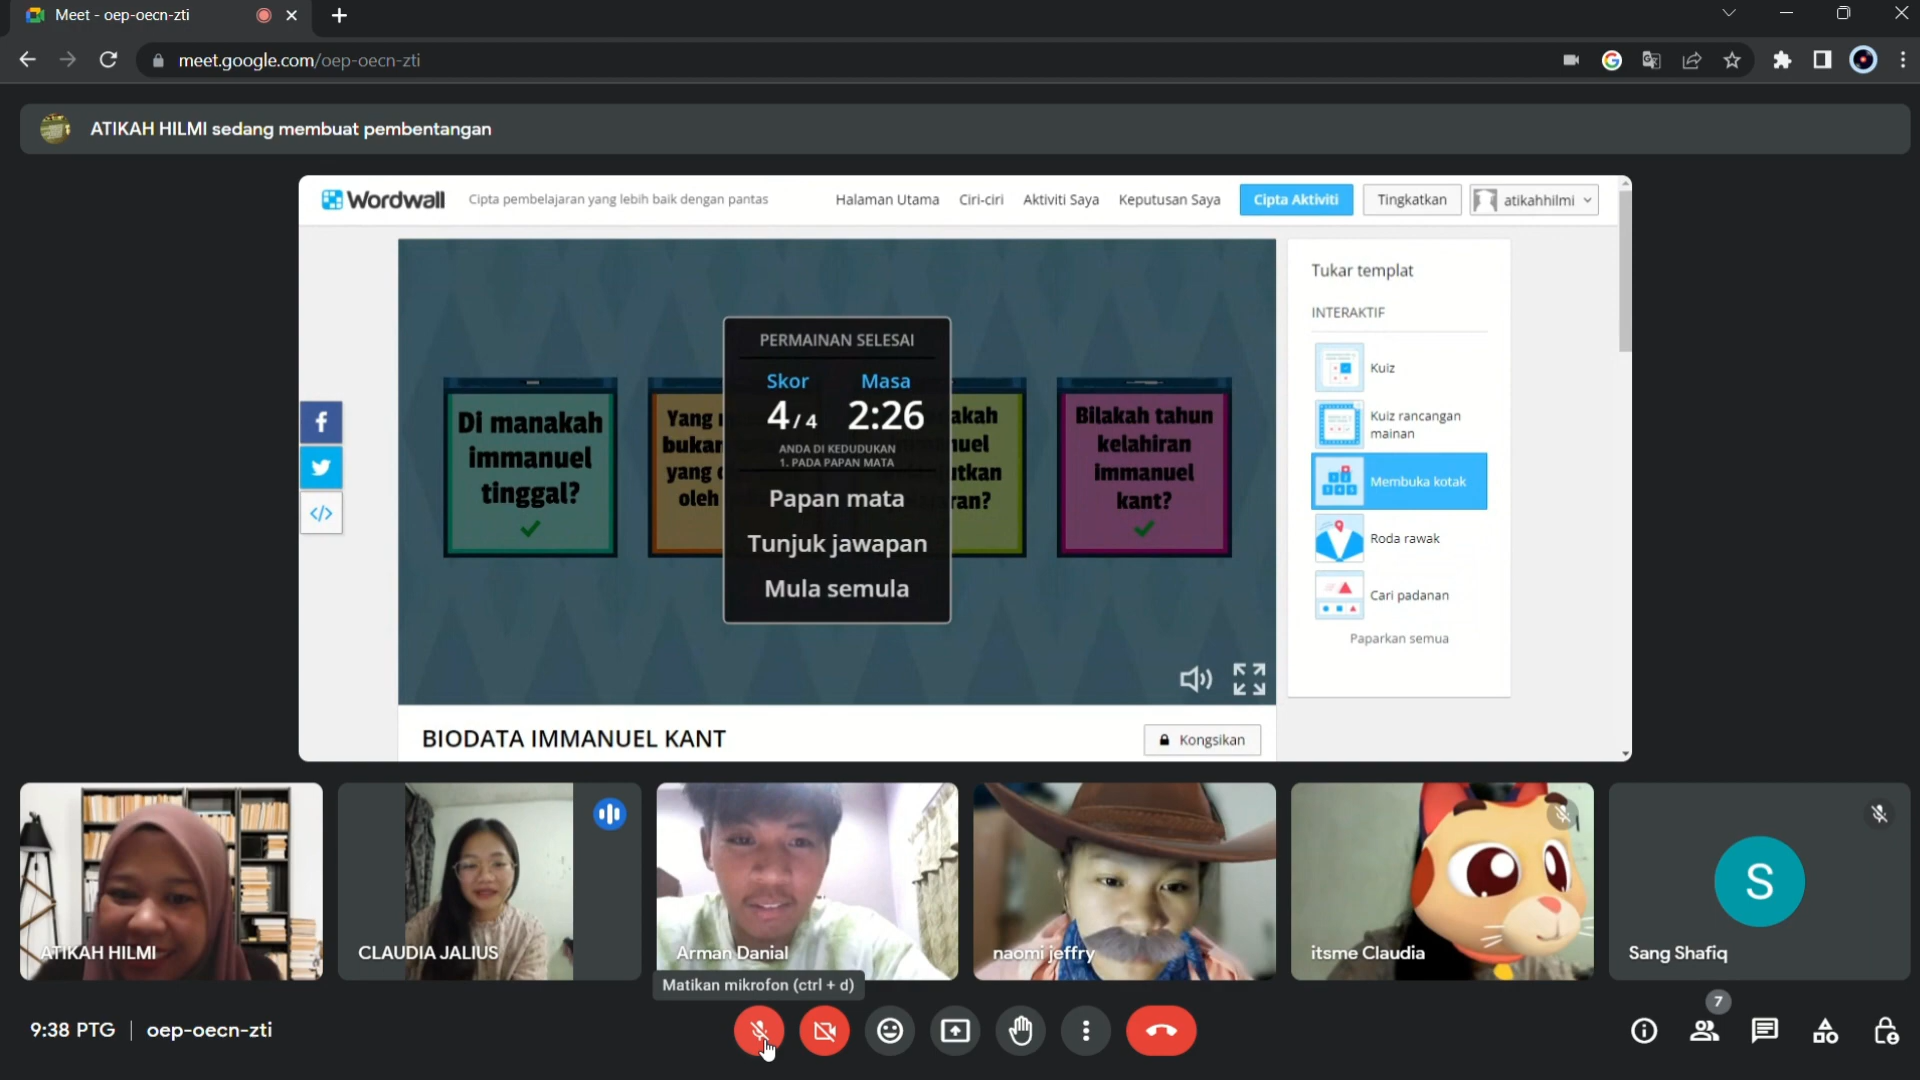 Meet - oep-oecn-zti
meet.google.com/oep-oecn-zti
ATIKAH HILMI sedang membuat pembentangan
Wordwall
Cipta pembelajaran yang lebih baik dengan pantas
Halaman Utama
Ciri-ciri
Aktiviti Saya
Keputusan Saya
Cipta Aktiviti
Tingkatkan
atikahhilmi
Di manakah
immanuel
tinggal?
Yang
bukan
yang
oleh
PERMAINAN SELESAI
Skor Masa
4/4 2:26
ANDA DI KEDUDUKAN
1. PADA PAPAN MATA
Papan mata
Tunjuk jawapan
Mula semula
Bilakah tahun
kelahiran
immanuel
kant?
Tukar templat
INTERAKTIF
Kuiz
Kuiz rancangan
mainan
Membuka kotak
Roda rawak
Cari padanan
Paparkan semua
BIODATA IMMANUEL KANT
Kongsikan
ATIKAH HILMI
CLAUDIA JALIUS
Arman Danial
naomi jeffry
itsme Claudia
S
Sang Shafiq
Matikan mikrofon (ctrl + d)
9:38 PTG | oep-oecn-zti
7